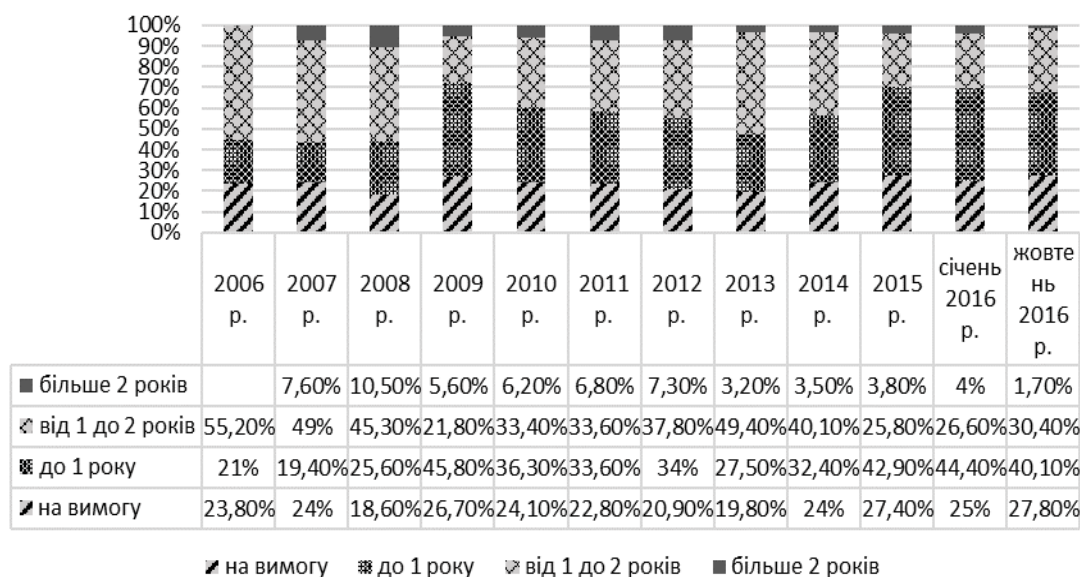 100%
90%
80%
70%
60%
50%
40%
30%
20%
10%
0%
2006 р. 2007 р. 2008 р. 2009 р. 2010 р. 2011 р. 2012 р. 2013 р. 2014 р. 2015 р. січень 2016 р. жовтень 2016 р.
більше 2 років 7,60% 10,50% 5,60% 6,20% 6,80% 7,30% 3,20% 3,50% 3,80% 4% 1,70%
від 1 до 2 років 55,20% 49% 45,30% 21,80% 33,40% 33,60% 37,80% 49,40% 40,10% 25,80% 26,60% 30,40%
до 1 року 21% 19,40% 25,60% 45,80% 36,30% 33,60% 34% 27,50% 32,40% 42,90% 44,40% 40,10%
на вимогу 23,80% 24% 18,60% 26,70% 24,10% 22,80% 20,90% 19,80% 24% 27,40% 25% 27,80%
на вимогу до 1 року від 1 до 2 років більше 2 років